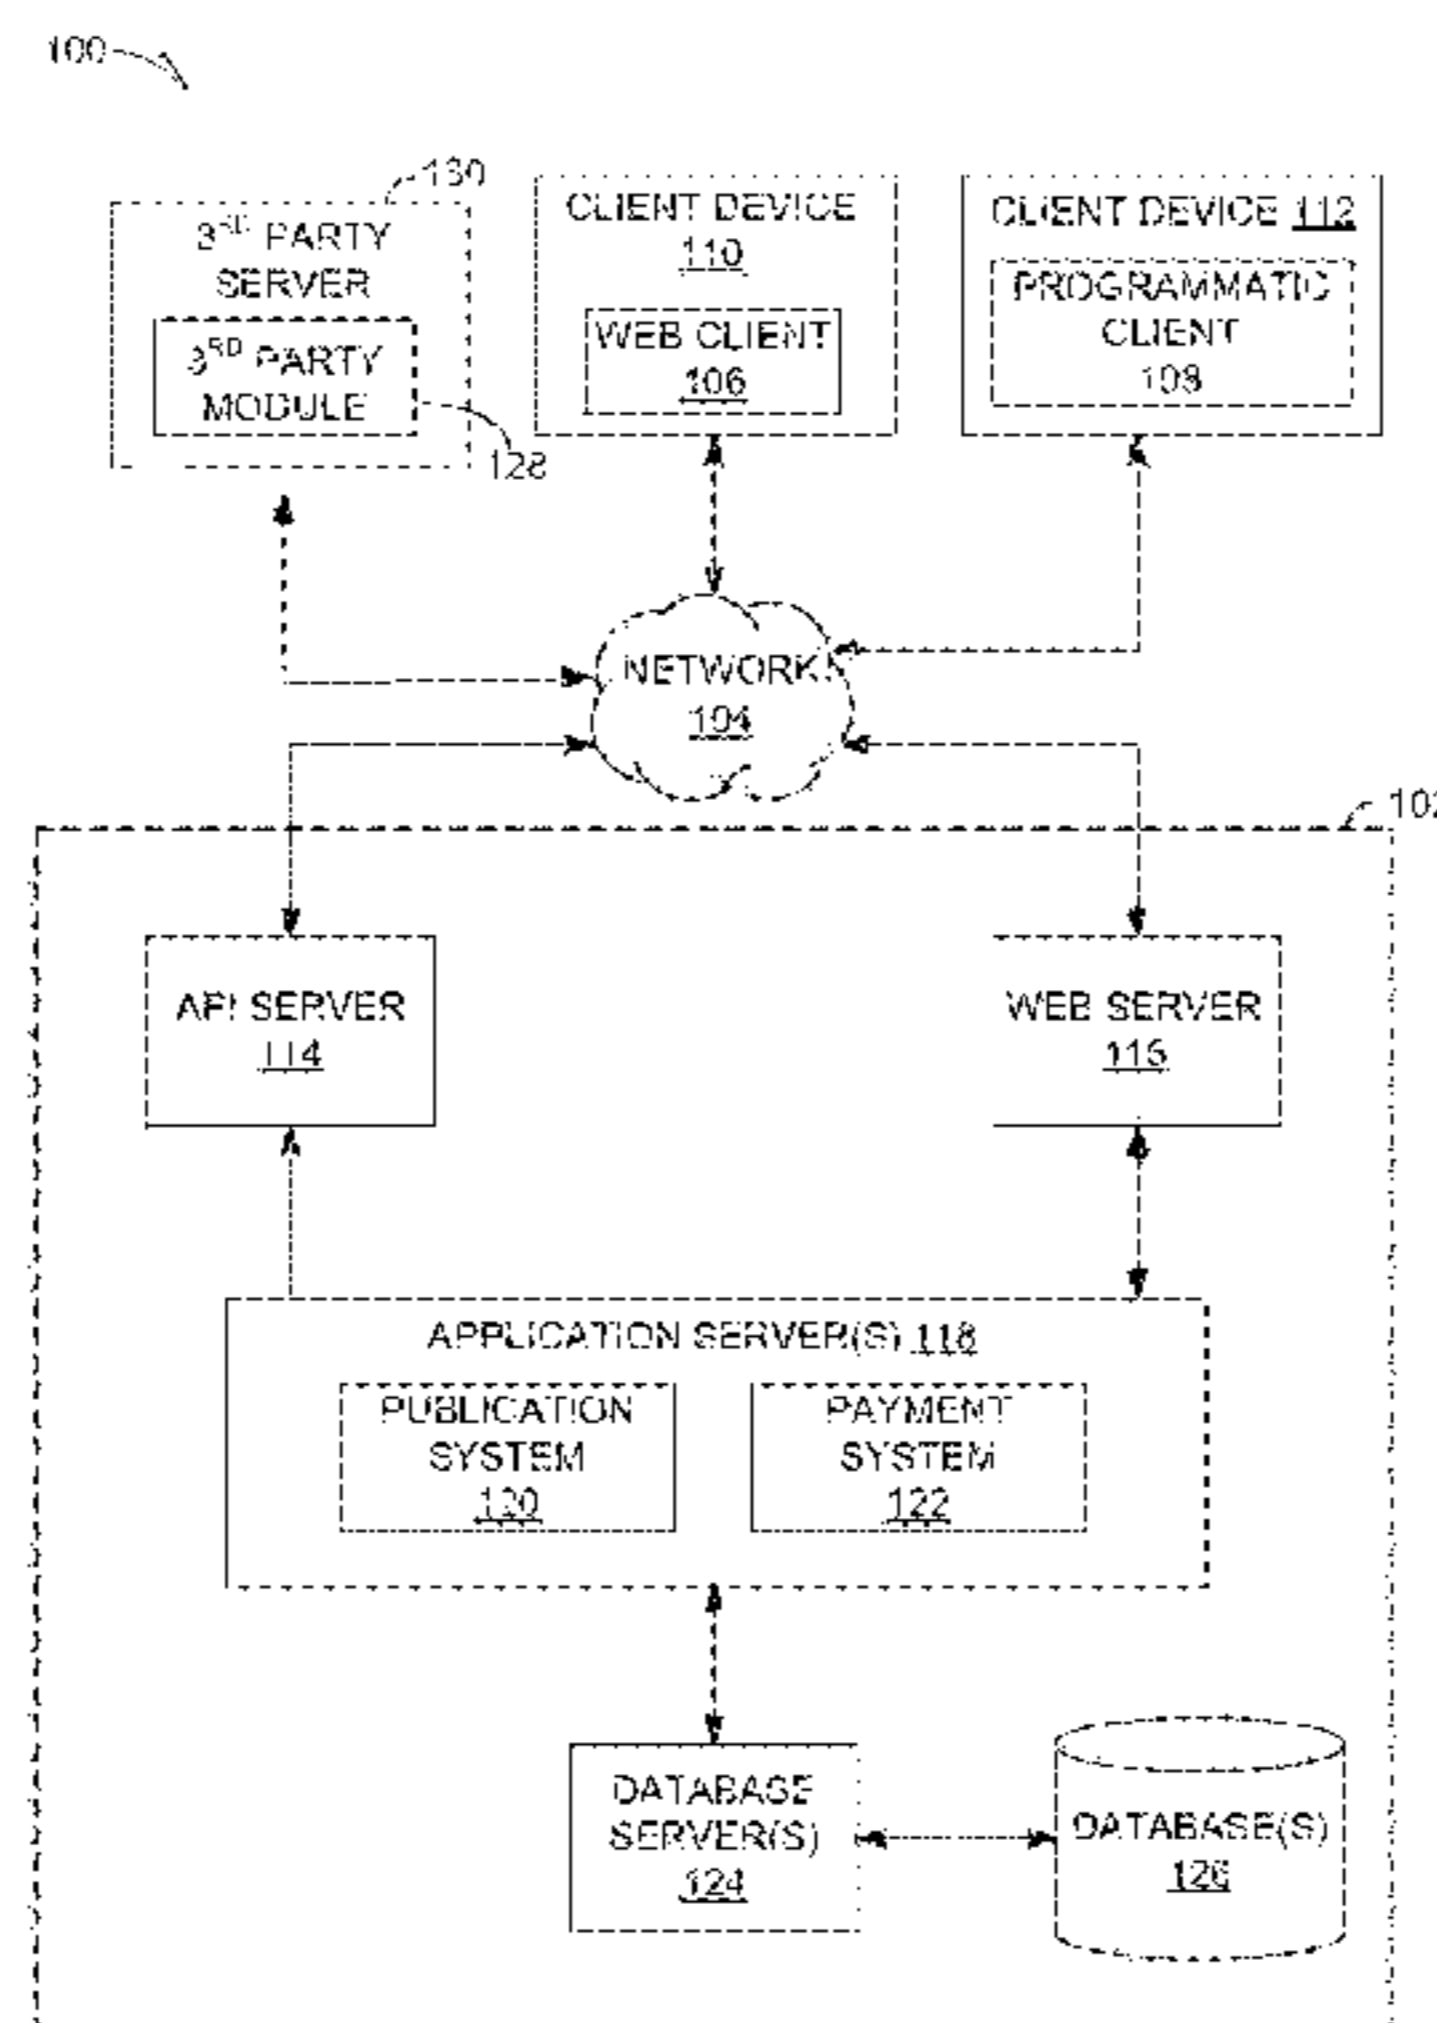 100
130
3RD PARTY
SERVER
3RD PARTY
MODULE
128
CLIENT DEVICE
110
WEB CLIENT
106
CLIENT DEVICE 112
PROGRAMMATIC
CLIENT
108
NETWORK
104
102
API SERVER
114
WEB SERVER
116
APPLICATION SERVER(S) 118
PUBLICATION
SYSTEM
120
PAYMENT
SYSTEM
122
DATABASE
SERVER(S)
124
DATABASE(S)
126